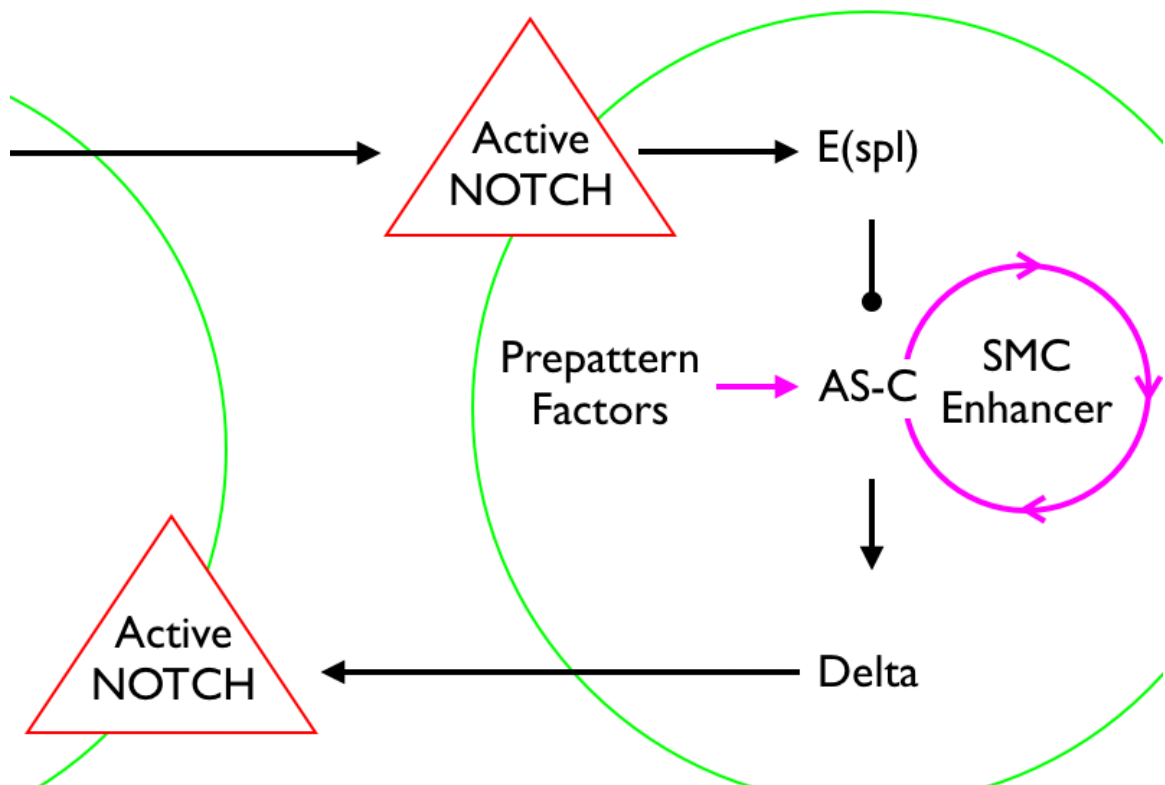 Active
NOTCH
E(spl)
Prepattern
Factors
AS-C
SMC
Enhancer
Active
NOTCH
Delta